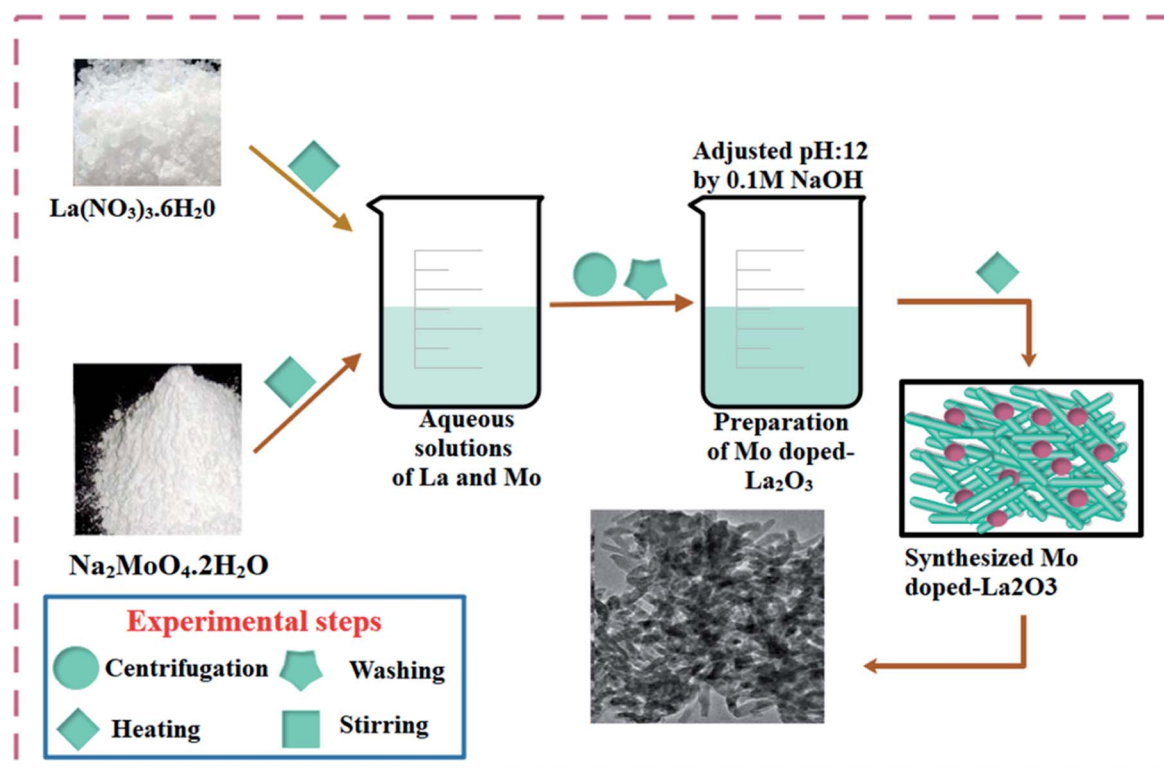 La(NO₃)₃.6H₂0
Adjusted pH:12
by 0.1M NaOH
Aqueous
solutions
of La and Mo
Preparation
of Mo doped-
La₂O₃
Na₂MoO₄.2H₂O
Synthesized Mo
doped-La2O3
Experimental steps
Centrifugation
Washing
Heating
Stirring